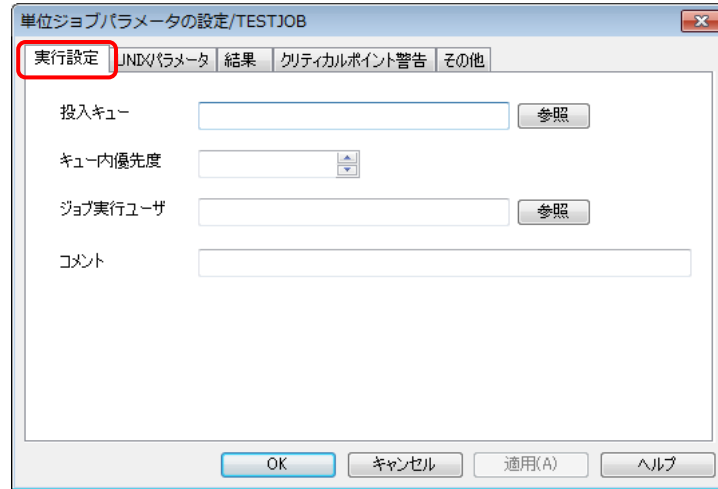 単位ジョブパラメータの設定/TESTJOB
実行設定 UNIXパラメータ 結果 クリティカルポイント警告 その他
投入キュー 参照
キュー内優先度
ジョブ実行ユーザ 参照
コメント
OK キャンセル 適用(A) ヘルプ